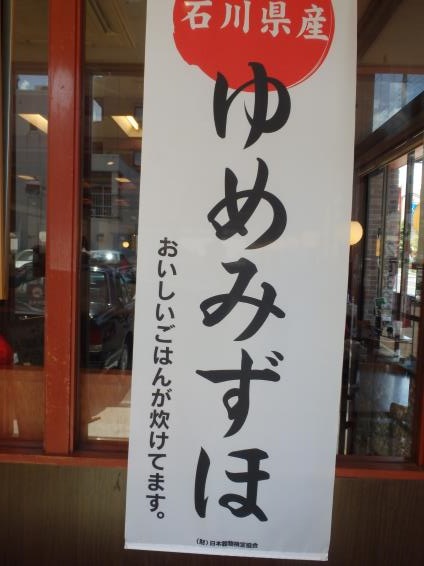 石川県産
ゆめみずほ
おいしいごはんが炊けてます。
(財)日本穀物検定協会